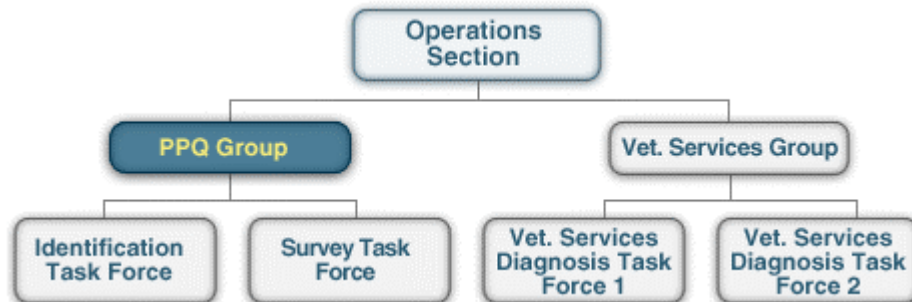 Operations
Section
PPQ Group
Vet. Services Group
Identification
Task Force
Survey Task
Force
Vet. Services
Diagnosis Task
Force 1
Vet. Services
Diagnosis Task
Force 2